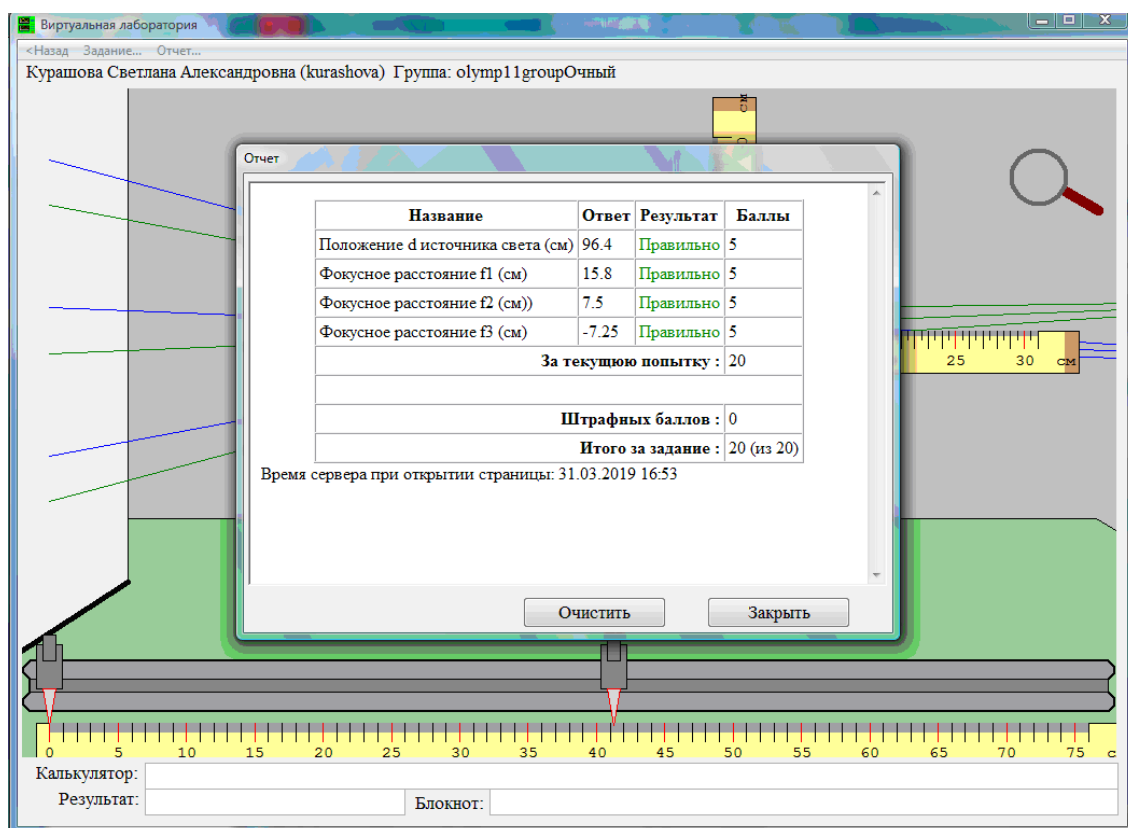 Виртуальная лаборатория
<Назад Задание... Отчет...
Курашова Светлана Александровна (kurashova) Группа: olymp11groupОчный
см
Отчет
Название Ответ Результат Баллы
Положение d источника света (см) 96.4 Правильно 5
Фокусное расстояние f1 (см) 15.8 Правильно 5
Фокусное расстояние f2 (см)) 7.5 Правильно 5
Фокусное расстояние f3 (см) -7.25 Правильно 5
За текущюю попытку : 20
Штрафных баллов : 0
Итого за задание : 20 (из 20)
Время сервера при открытии страницы: 31.03.2019 16:53
25 30 см
Очистить Закрыть
0 5 10 15 20 25 30 35 40 45 50 55 60 65 70 75 с
Калькулятор:
Результат: Блокнот: